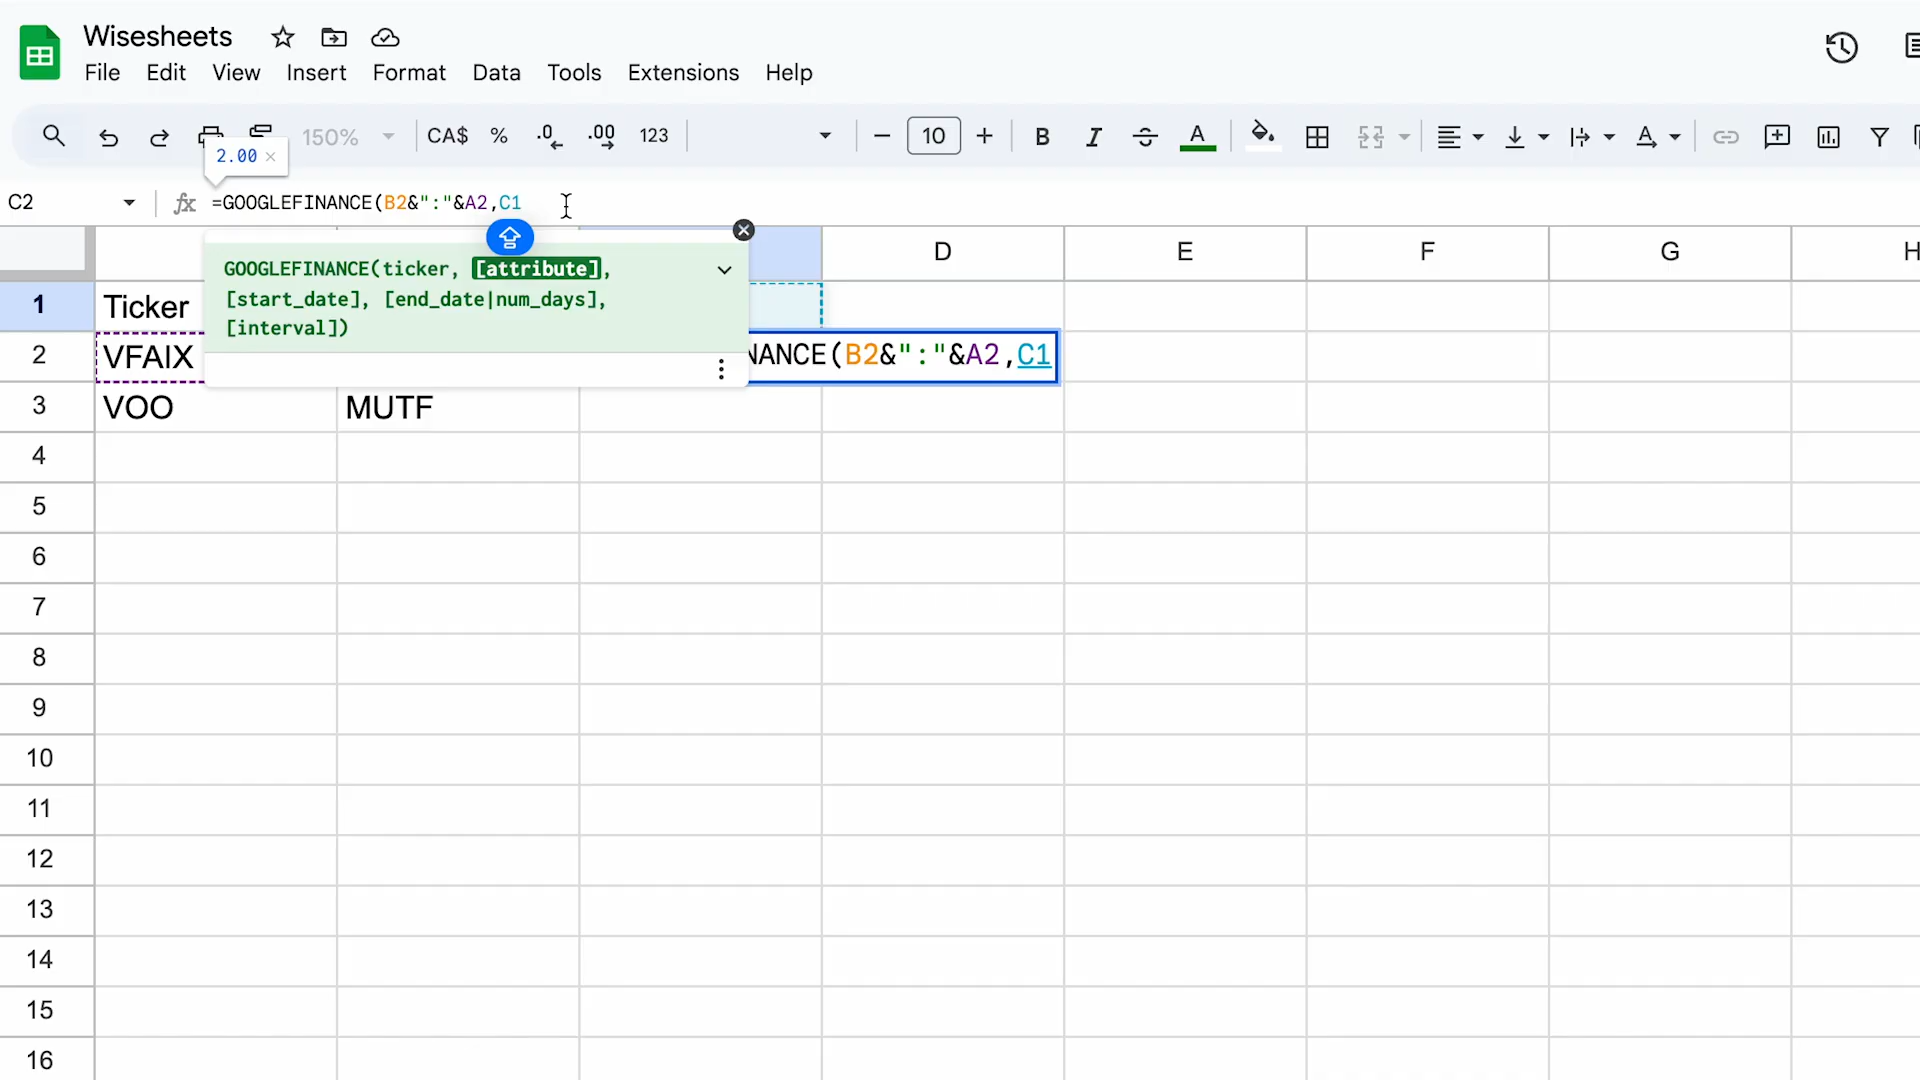 Wisesheets
File Edit View Insert Format Data Tools Extensions Help
150% CA$ % .0 .00 123 10 B I A
2.00 ×
C2 fx =GOOGLEFINANCE(B2&":"&A2,C1
D E F G H
GOOGLEFINANCE(ticker, [attribute],
[start_date], [end_date|num_days],
[interval])
1 Ticker
2 VFAIX NANCE(B2&":"&A2,C1
3 VOO MUTF
4
5
6
7
8
9
10
11
12
13
14
15
16